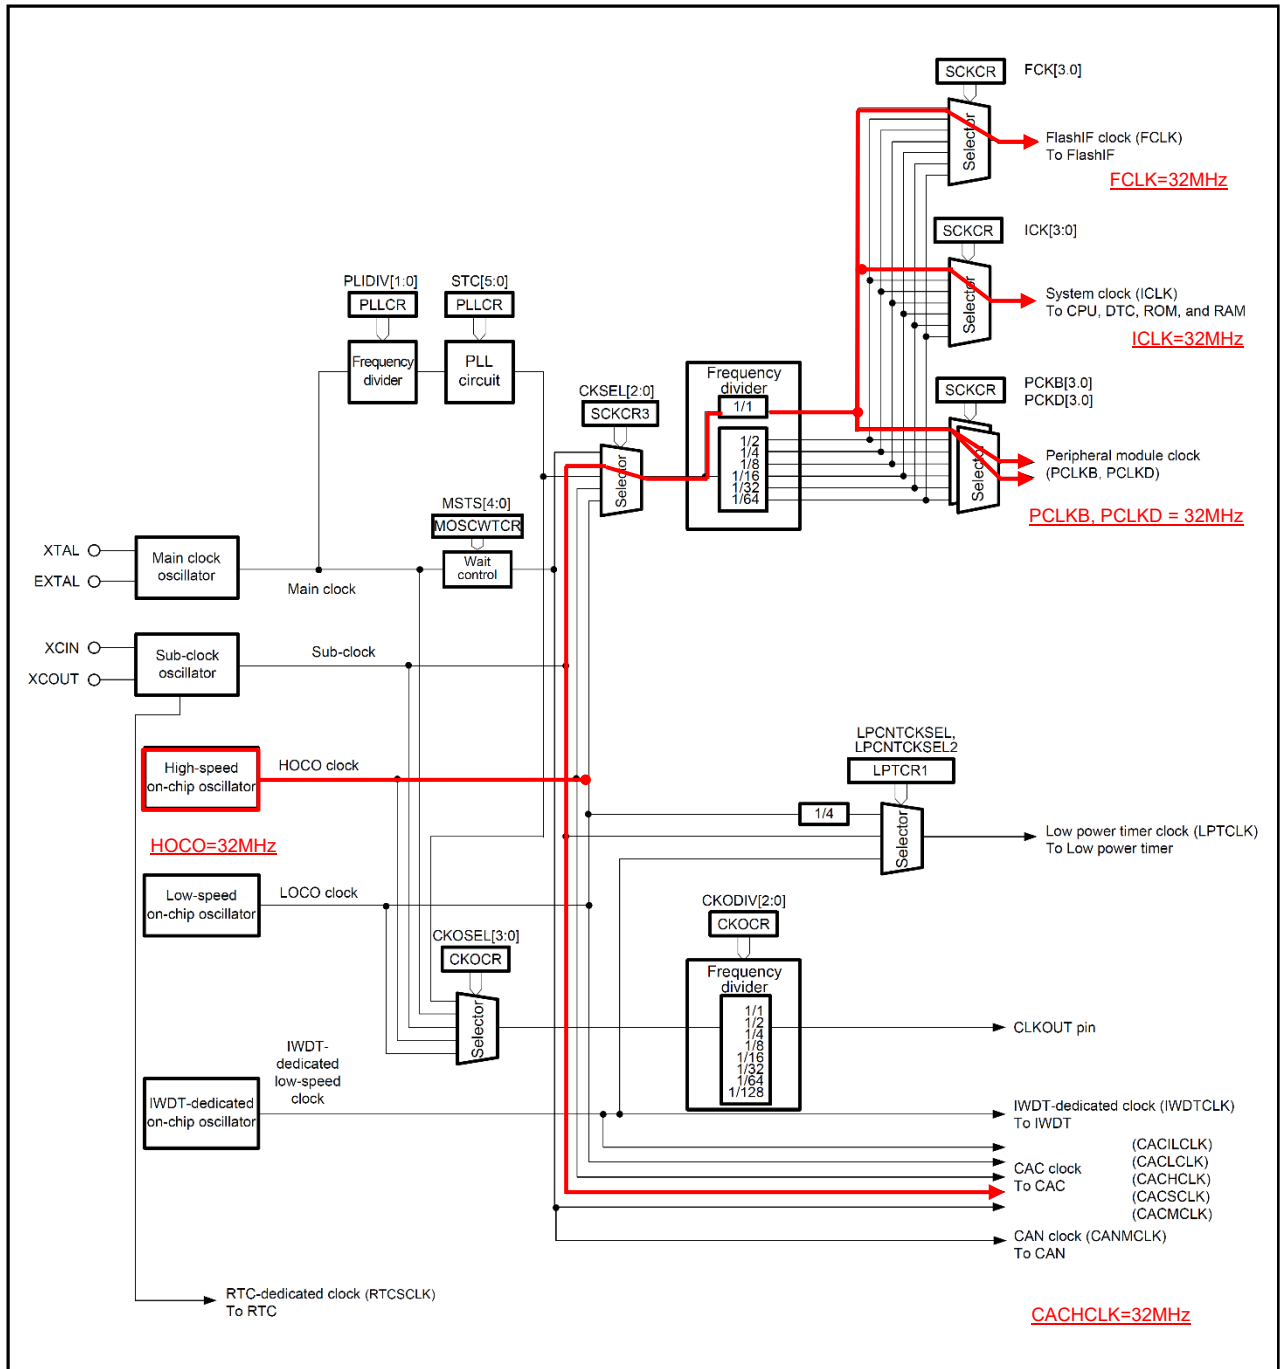 SCKCR
FCK[3.0]
Selector
FlashIF clock (FCLK)
To FlashIF
FCLK=32MHz
SCKCR
ICK[3:0]
Selector
System clock (ICLK)
To CPU, DTC, ROM, and RAM
ICLK=32MHz
PLIDIV[1:0]
PLLCR
Frequency
divider
STC[5:0]
PLLCR
PLL
circuit
CKSEL[2:0]
SCKCR3
Selector
Frequency
divider
1/1
1/2
1/4
1/8
1/16
1/32
1/64
SCKCR
PCKB[3.0]
PCKD[3.0]
Selector
Peripheral module clock
(PCLKB, PCLKD)
PCLKB, PCLKD = 32MHz
MSTS[4:0]
MOSCWTCR
Wait
control
XTAL
EXTAL
Main clock
oscillator
Main clock
XCIN
XCOUT
Sub-clock
oscillator
Sub-clock
High-speed
on-chip oscillator
HOCO clock
HOCO=32MHz
LPCNTCKSEL,
LPCNTCKSEL2
LPTCR1
1/4
Selector
Low power timer clock (LPTCLK)
To Low power timer
Low-speed
on-chip oscillator
LOCO clock
CKOSEL[3:0]
CKOCR
Selector
CKODIV[2:0]
CKOCR
Frequency
divider
1/1
1/2
1/4
1/8
1/16
1/32
1/64
1/128
CLKOUT pin
IWDT-
dedicated
low-speed
clock
IWDT-dedicated
on-chip oscillator
IWDT-dedicated clock (IWDTCLK)
To IWDT
CAC clock
To CAC
(CACILCLK)
(CACLCLK)
(CACHCLK)
(CACSCLK)
(CACMCLK)
CAN clock (CANMCLK)
To CAN
RTC-dedicated clock (RTCSCLK)
To RTC
CACHCLK=32MHz